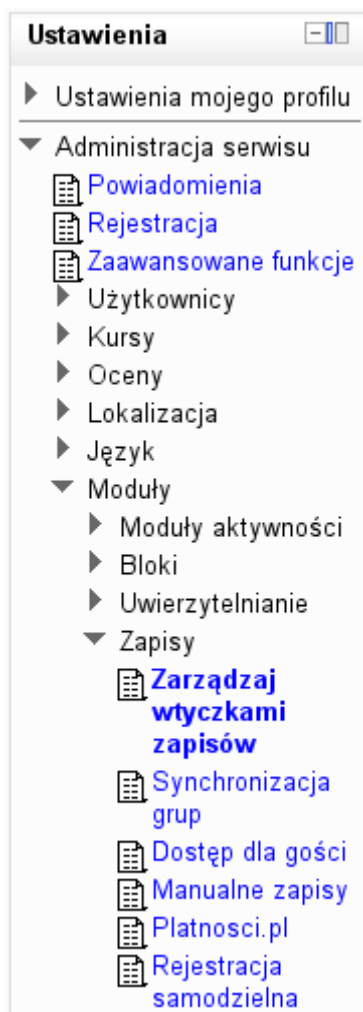 Ustawienia
Ustawienia mojego profilu
Administracja serwisu
Powiadomienia
Rejestracja
Zaawansowane funkcje
Użytkownicy
Kursy
Oceny
Lokalizacja
Język
Moduły
Moduły aktywności
Bloki
Uwierzytelnianie
Zapisy
Zarządzaj
wtyczkami
zapisów
Synchronizacja
grup
Dostęp dla gości
Manualne zapisy
Platnosci.pl
Rejestracja
samodzielna